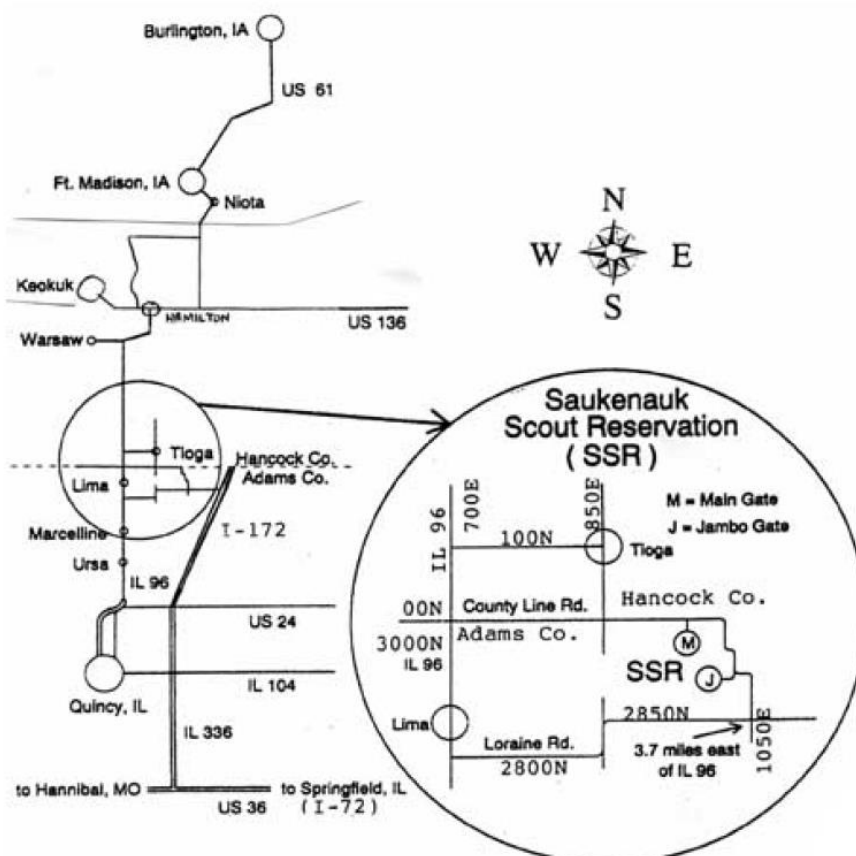 Burlington, IA
US 61
Ft. Madison, IA
Niota
N
W
E
S
Keokuk
HAMILTON
US 136
Warsaw
Saukenauk
Scout Reservation
( SSR )
Tioga
Hancock Co.
Adams Co.
Lima
I-172
Marcelline
Ursa
IL 96
US 24
IL 104
Quincy, IL
IL 336
to Hannibal, MO
to Springfield, IL
US 36
(I-72)
IL 96
700E
850E
M = Main Gate
J = Jambo Gate
100N
Tioga
00N
County Line Rd.
Hancock Co.
3000N
Adams Co.
IL 96
M
SSR
J
Lima
2850N
Loraine Rd.
2800N
3.7 miles east
of IL 96
1050E